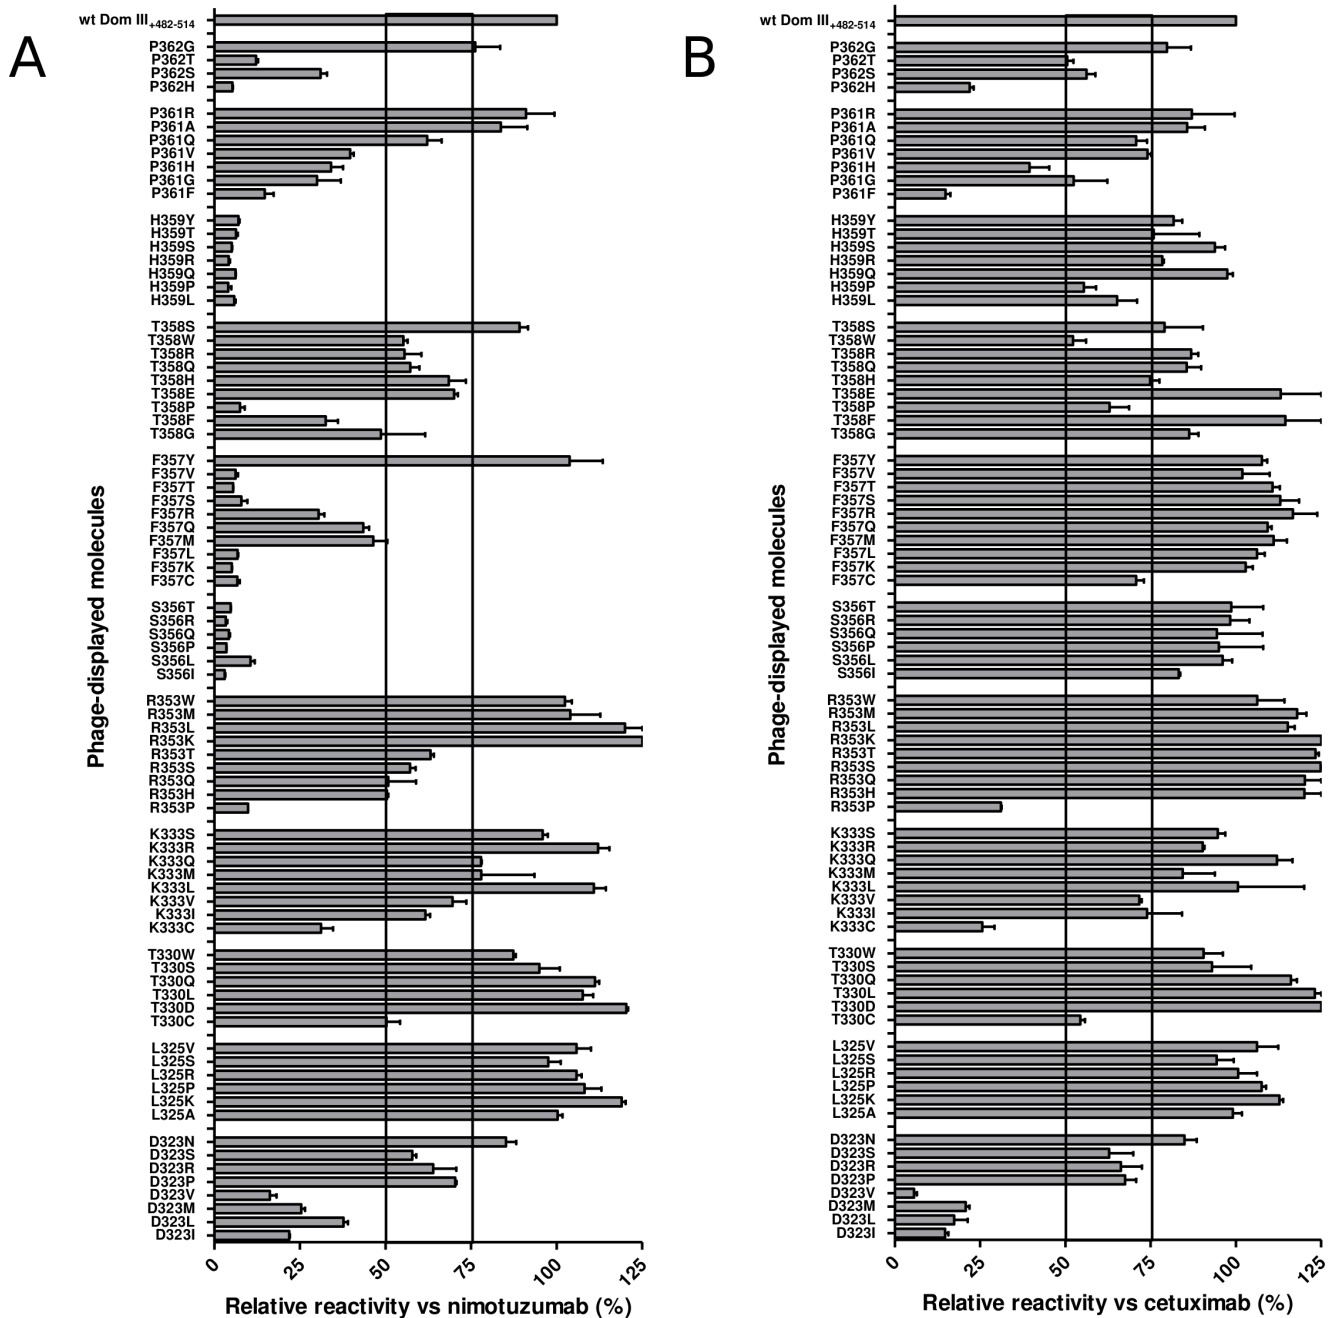 A
wt Dom III+482-514
P362G
P362T
P362S
P362H
P361R
P361A
P361Q
P361V
P361H
P361G
P361F
H359Y
H359T
H359S
H359R
H359Q
H359P
H359L
T358S
T358W
T358R
T358Q
T358H
T358E
T358P
T358F
T358G
F357Y
F357V
F357T
F357S
F357R
F357Q
F357M
F357L
F357K
F357C
S356T
S356R
S356Q
S356P
S356L
S356I
R353W
R353M
R353L
R353K
R353T
R353S
R353Q
R353H
R353P
K333S
K333R
K333Q
K333M
K333L
K333V
K333I
K333C
T330W
T330S
T330Q
T330L
T330D
T330C
L325V
L325S
L325R
L325P
L325K
L325A
D323N
D323S
D323R
D323P
D323V
D323M
D323L
D323I
Phage-displayed molecules
0 25 50 75 100 125
Relative reactivity vs nimotuzumab (%)
B
wt Dom III+482-514
P362G
P362T
P362S
P362H
P361R
P361A
P361Q
P361V
P361H
P361G
P361F
H359Y
H359T
H359S
H359R
H359Q
H359P
H359L
T358S
T358W
T358R
T358Q
T358H
T358E
T358P
T358F
T358G
F357Y
F357V
F357T
F357S
F357R
F357Q
F357M
F357L
F357K
F357C
S356T
S356R
S356Q
S356P
S356L
S356I
R353W
R353M
R353L
R353K
R353T
R353S
R353Q
R353H
R353P
K333S
K333R
K333Q
K333M
K333L
K333V
K333I
K333C
T330W
T330S
T330Q
T330L
T330D
T330C
L325V
L325S
L325R
L325P
L325K
L325A
D323N
D323S
D323R
D323P
D323V
D323M
D323L
D323I
Phage-displayed molecules
0 25 50 75 100 125
Relative reactivity vs cetuximab (%)